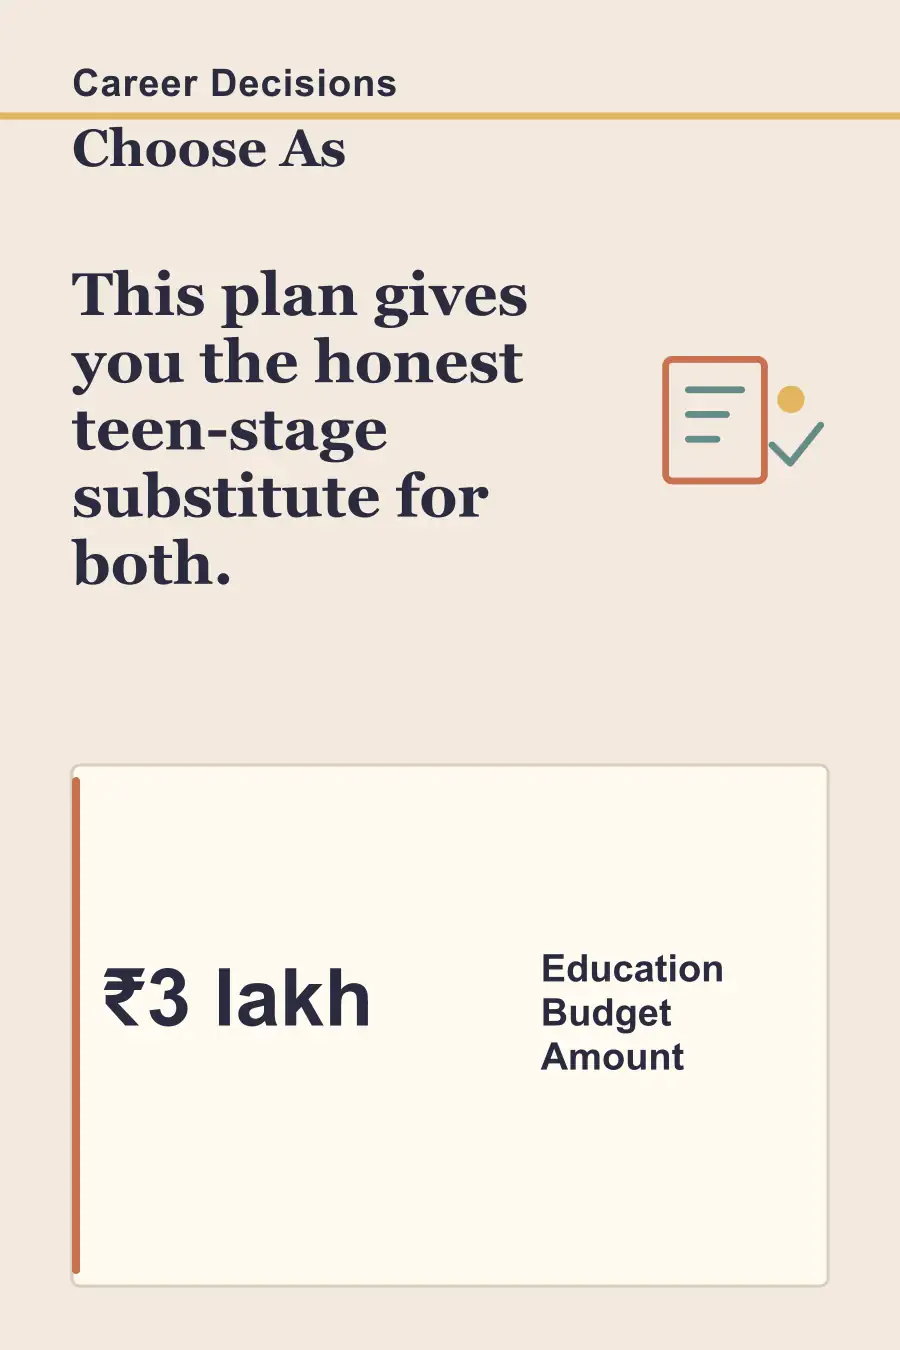 Career Decisions
Choose As
This plan gives
you the honest
teen-stage
substitute for
both.
₹3 lakh
Education
Budget
Amount